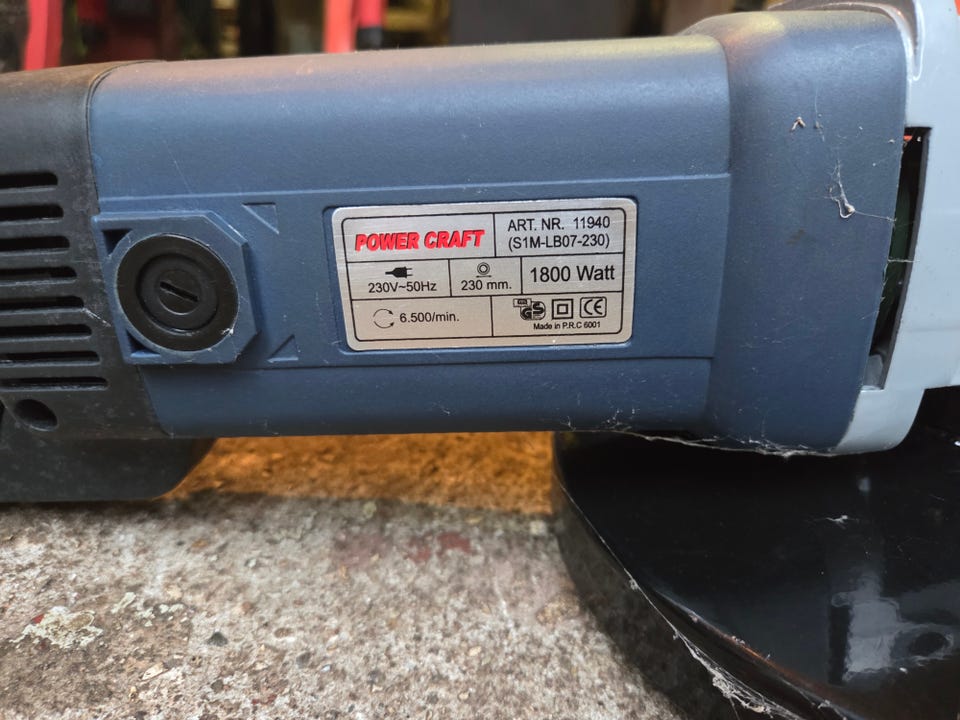 POWER CRAFT
ART. NR. 11940
(S1M-LB07-230)
230V~50Hz
230 mm.
1800 Watt
6.500/min.
GS
CE
Made in P.R.C 6001